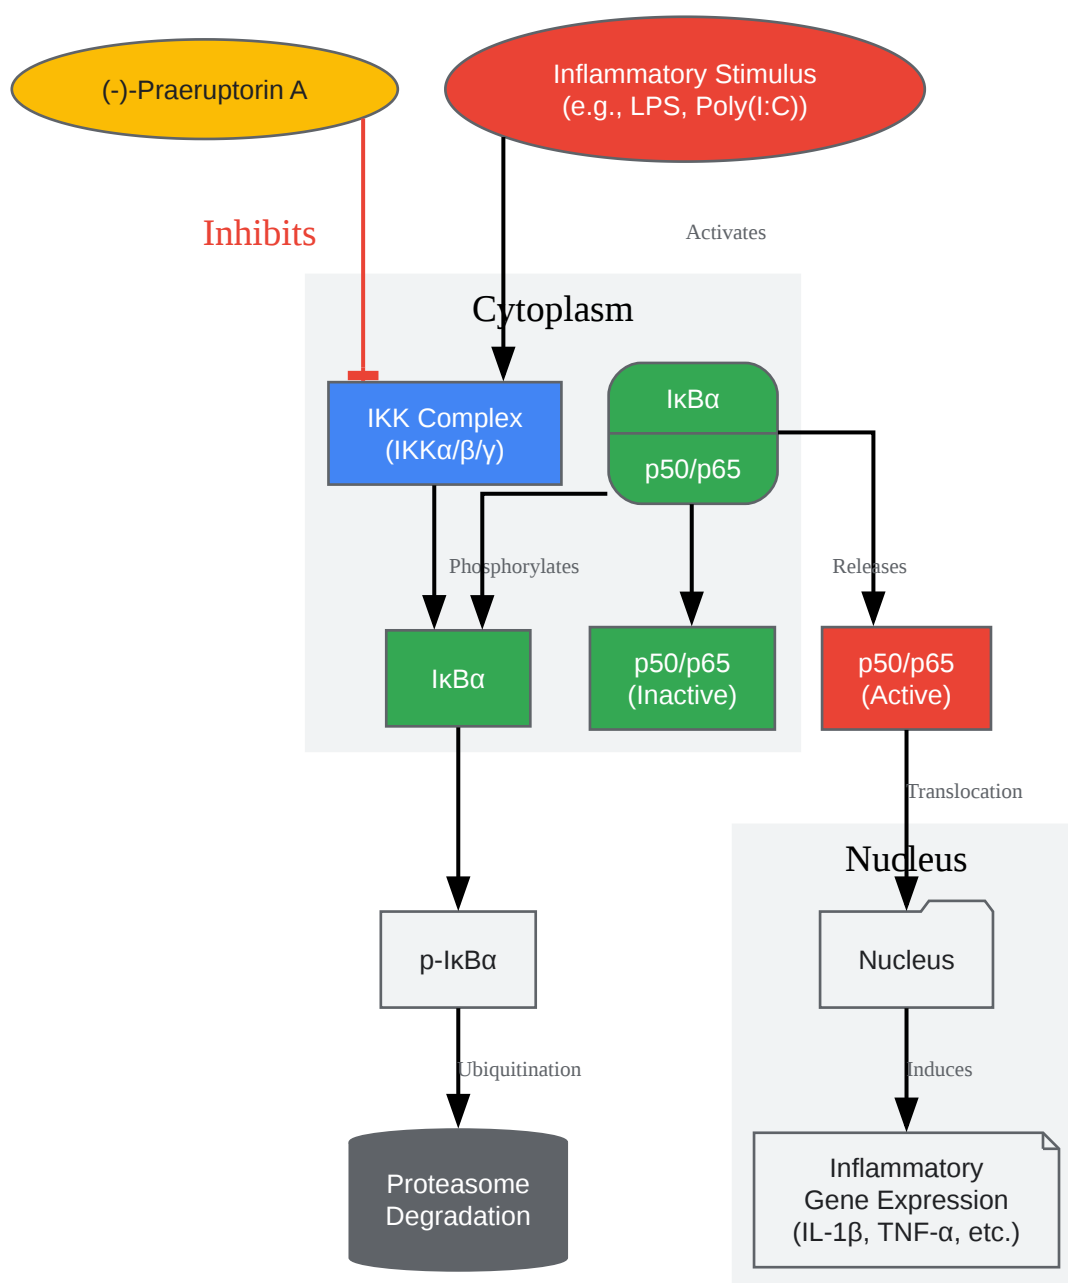 (-)-Praeruptorin A
Inflammatory Stimulus
(e.g., LPS, Poly(I:C))
Inhibits
Activates
Cytoplasm
IKK Complex
(IKKα/β/γ)
IκBα
p50/p65
Phosphorylates
Releases
IκBα
p50/p65
(Inactive)
p50/p65
(Active)
Translocation
Nucleus
p-IκBα
Nucleus
Ubiquitination
Induces
Proteasome
Degradation
Inflammatory
Gene Expression
(IL-1β, TNF-α, etc.)